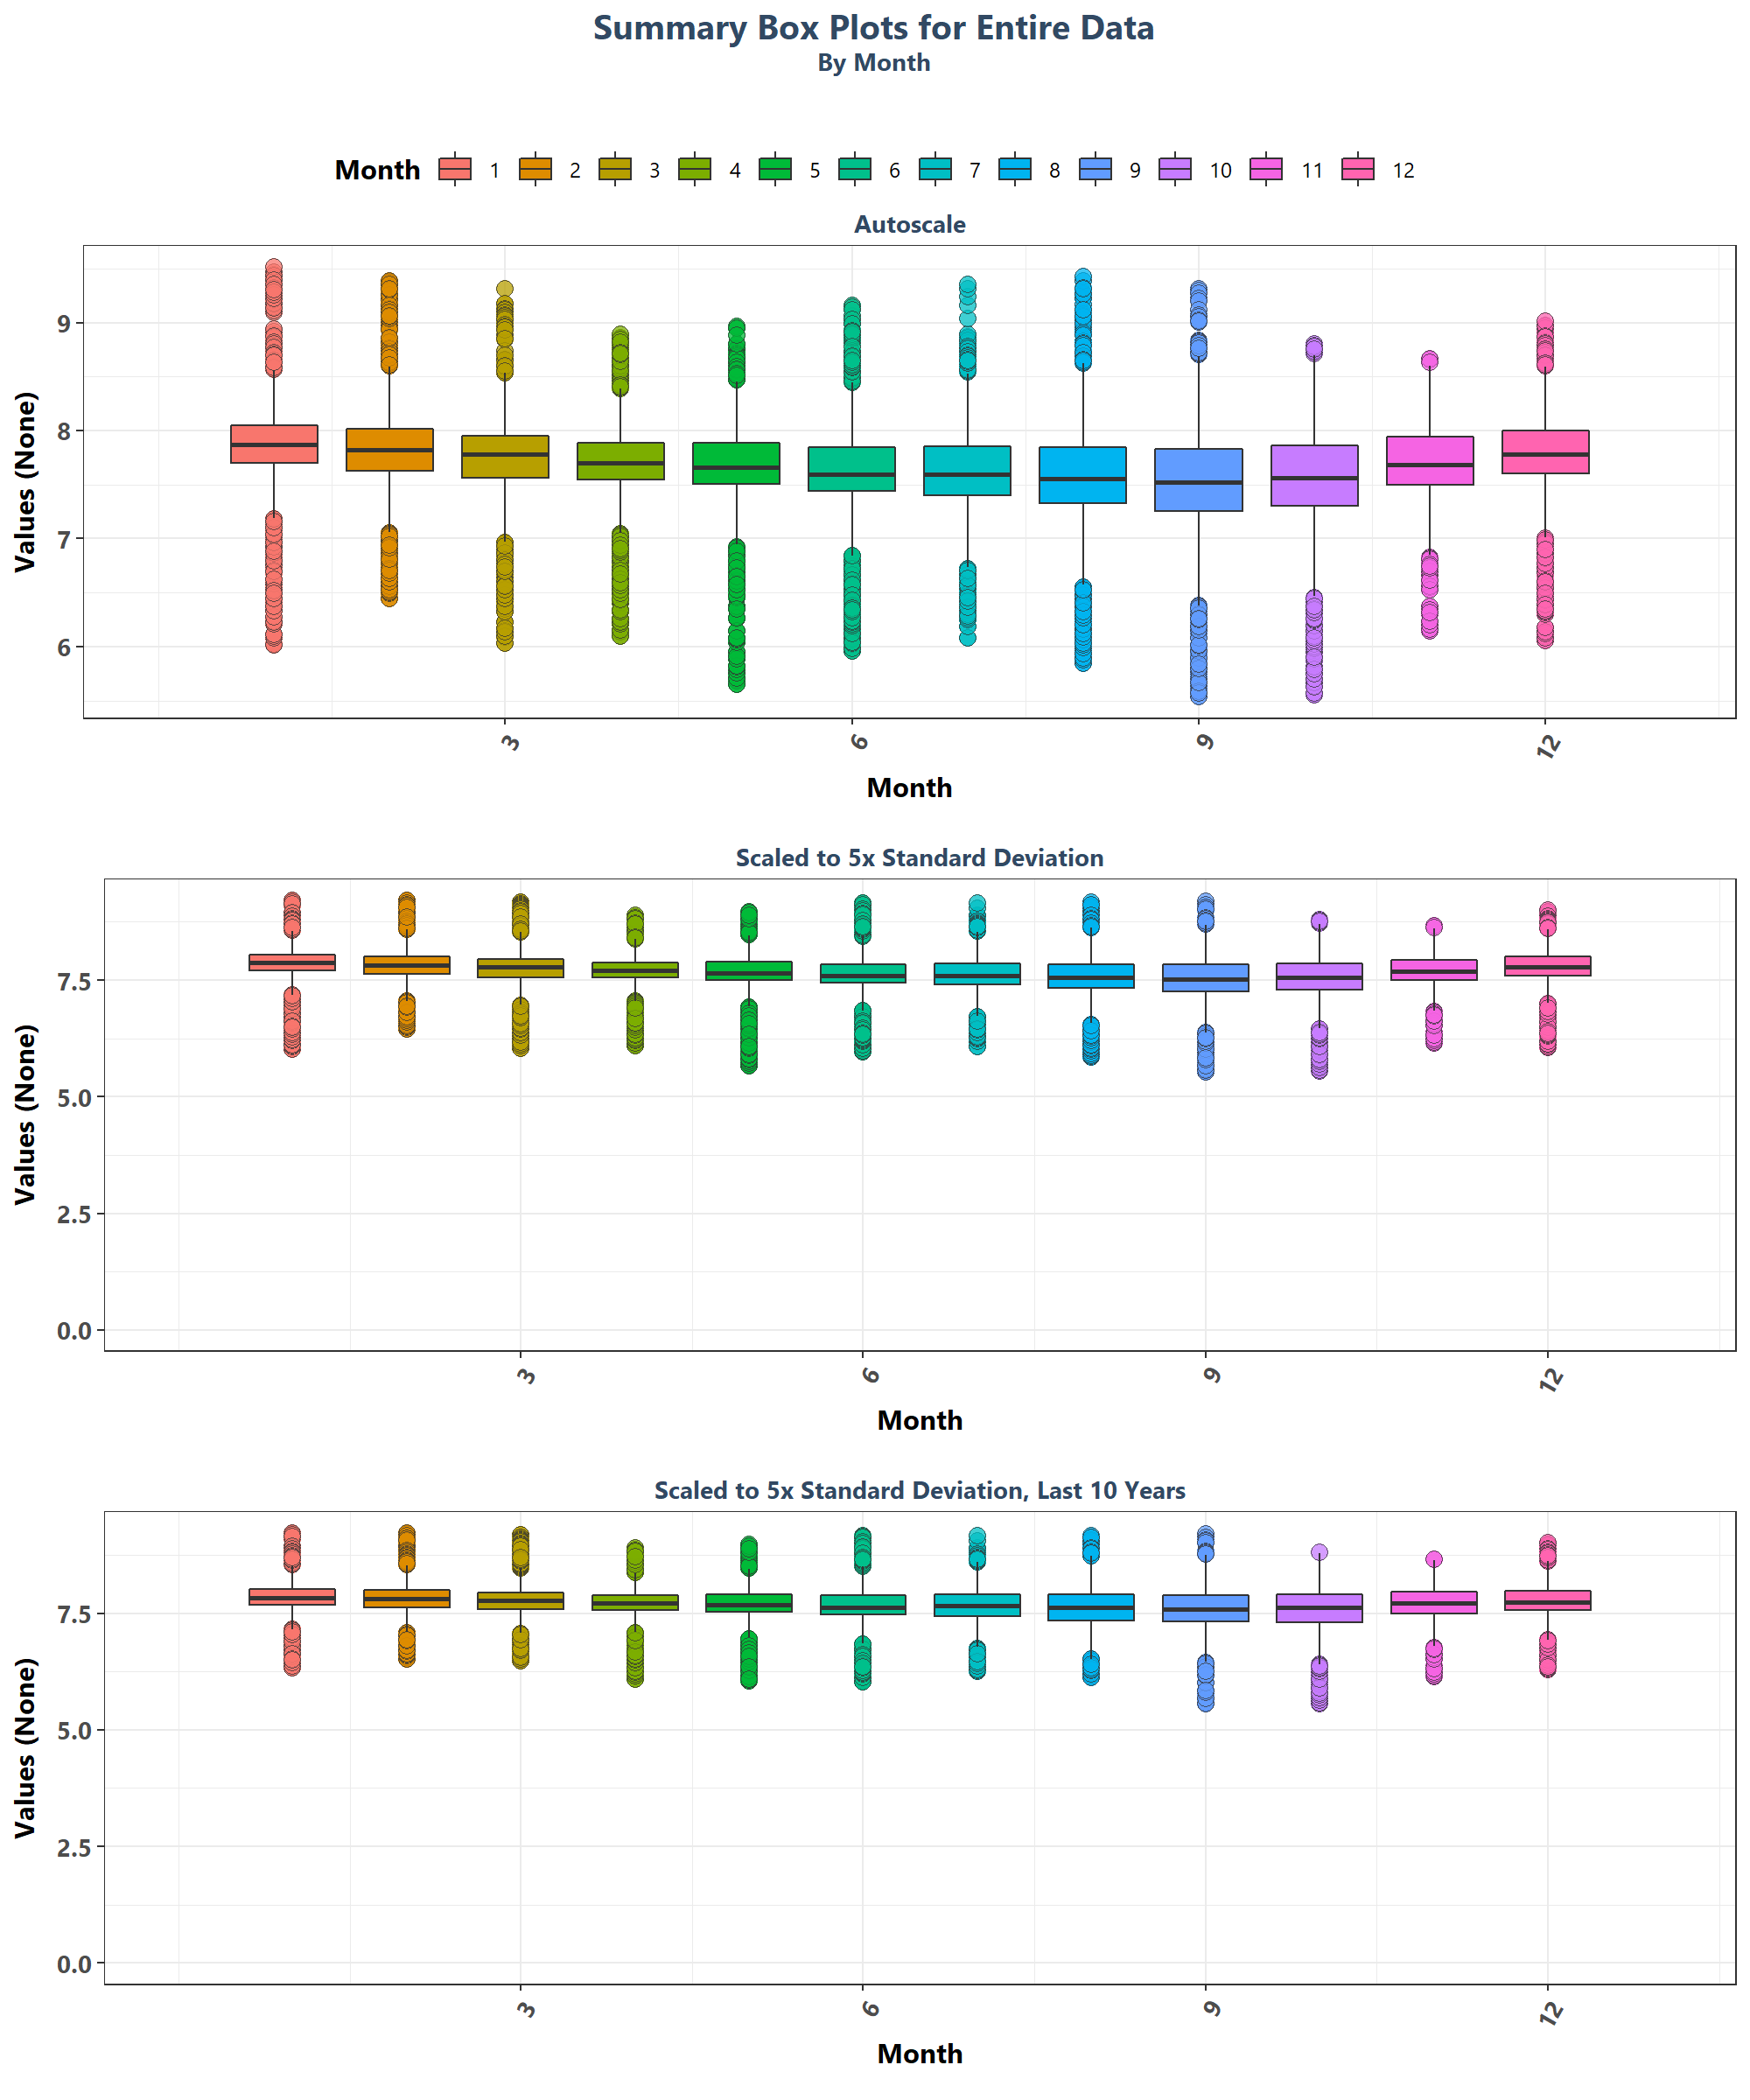 Summary Box Plots for Entire Data
By Month
Month 1 2 3 4 5 6 7 8 9 10 11 12
Autoscale
Values (None)
9
8
7
6
3 6 9 12
Month
Scaled to 5x Standard Deviation
Values (None)
7.5
5.0
2.5
0.0
3 6 9 12
Month
Scaled to 5x Standard Deviation, Last 10 Years
Values (None)
7.5
5.0
2.5
0.0
3 6 9 12
Month